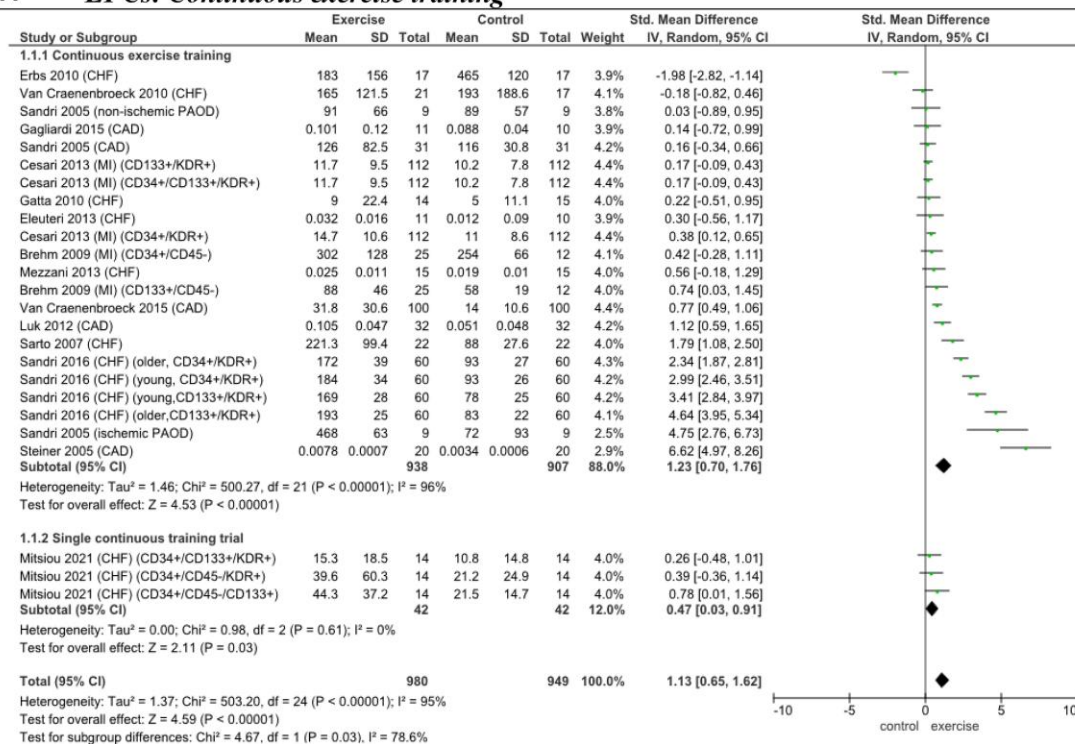 EPCs: Continuous exercise training
Exercise Control Std. Mean Difference Std. Mean Difference
Study or Subgroup Mean SD Total Mean SD Total Weight IV, Random, 95% CI IV, Random, 95% CI
1.1.1 Continuous exercise training
Erbs 2010 (CHF) 183 156 17 465 120 17 3.9% -1.98 [-2.82, -1.14]
Van Craenenbroeck 2010 (CHF) 165 121.5 21 193 188.6 17 4.1% -0.18 [-0.82, 0.46]
Sandri 2005 (non-ischemic PAOD) 91 66 9 89 57 9 3.8% 0.03 [-0.89, 0.95]
Gagliardi 2015 (CAD) 0.101 0.12 11 0.088 0.04 10 3.9% 0.14 [-0.72, 0.99]
Sandri 2005 (CAD) 126 82.5 31 116 30.8 31 4.2% 0.16 [-0.34, 0.66]
Cesari 2013 (MI) (CD133+/KDR+) 11.7 9.5 112 10.2 7.8 112 4.4% 0.17 [-0.09, 0.43]
Cesari 2013 (MI) (CD34+/CD133+/KDR+) 11.7 9.5 112 10.2 7.8 112 4.4% 0.17 [-0.09, 0.43]
Gatta 2010 (CHF) 9 22.4 14 5 11.1 15 4.0% 0.22 [-0.51, 0.95]
Eleuteri 2013 (CHF) 0.032 0.016 11 0.012 0.09 10 3.9% 0.30 [-0.56, 1.17]
Cesari 2013 (MI) (CD34+/KDR+) 14.7 10.6 112 11 8.6 112 4.4% 0.38 [0.12, 0.65]
Brehm 2009 (MI) (CD34+/CD45-) 302 128 25 254 66 12 4.1% 0.42 [-0.28, 1.11]
Mezzani 2013 (CHF) 0.025 0.011 15 0.019 0.01 15 4.0% 0.56 [-0.18, 1.29]
Brehm 2009 (MI) (CD133+/CD45-) 88 46 25 58 19 12 4.0% 0.74 [0.03, 1.45]
Van Craenenbroeck 2015 (CAD) 31.8 30.6 100 14 10.6 100 4.4% 0.77 [0.49, 1.06]
Luk 2012 (CAD) 0.105 0.047 32 0.051 0.048 32 4.2% 1.12 [0.59, 1.65]
Sarto 2007 (CHF) 221.3 99.4 22 88 27.6 22 4.0% 1.79 [1.08, 2.50]
Sandri 2016 (CHF) (older, CD34+/KDR+) 172 39 60 93 27 60 4.3% 2.34 [1.87, 2.81]
Sandri 2016 (CHF) (young, CD34+/KDR+) 184 34 60 93 26 60 4.2% 2.99 [2.46, 3.51]
Sandri 2016 (CHF) (young,CD133+/KDR+) 169 28 60 78 25 60 4.2% 3.41 [2.84, 3.97]
Sandri 2016 (CHF) (older,CD133+/KDR+) 193 25 60 83 22 60 4.1% 4.64 [3.95, 5.34]
Sandri 2005 (ischemic PAOD) 468 63 9 72 93 9 2.5% 4.75 [2.76, 6.73]
Steiner 2005 (CAD) 0.0078 0.0007 20 0.0034 0.0006 20 2.9% 6.62 [4.97, 8.26]
Subtotal (95% CI) 938 907 88.0% 1.23 [0.70, 1.76]
Heterogeneity: Tau² = 1.46; Chi² = 500.27, df = 21 (P < 0.00001); I² = 96%
Test for overall effect: Z = 4.53 (P < 0.00001)
1.1.2 Single continuous training trial
Mitsiou 2021 (CHF) (CD34+/CD133+/KDR+) 15.3 18.5 14 10.8 14.8 14 4.0% 0.26 [-0.48, 1.01]
Mitsiou 2021 (CHF) (CD34+/CD45-/KDR+) 39.6 60.3 14 21.2 24.9 14 4.0% 0.39 [-0.36, 1.14]
Mitsiou 2021 (CHF) (CD34+/CD45-/CD133+) 44.3 37.2 14 21.5 14.7 14 4.0% 0.78 [0.01, 1.56]
Subtotal (95% CI) 42 42 12.0% 0.47 [0.03, 0.91]
Heterogeneity: Tau² = 0.00; Chi² = 0.98, df = 2 (P = 0.61); I² = 0%
Test for overall effect: Z = 2.11 (P = 0.03)
Total (95% CI) 980 949 100.0% 1.13 [0.65, 1.62]
Heterogeneity: Tau² = 1.37; Chi² = 503.20, df = 24 (P < 0.00001); I² = 95%
Test for overall effect: Z = 4.59 (P < 0.00001)
Test for subgroup differences: Chi² = 4.67, df = 1 (P = 0.03), I² = 78.6%
-10 -5 0 5 10
control exercise